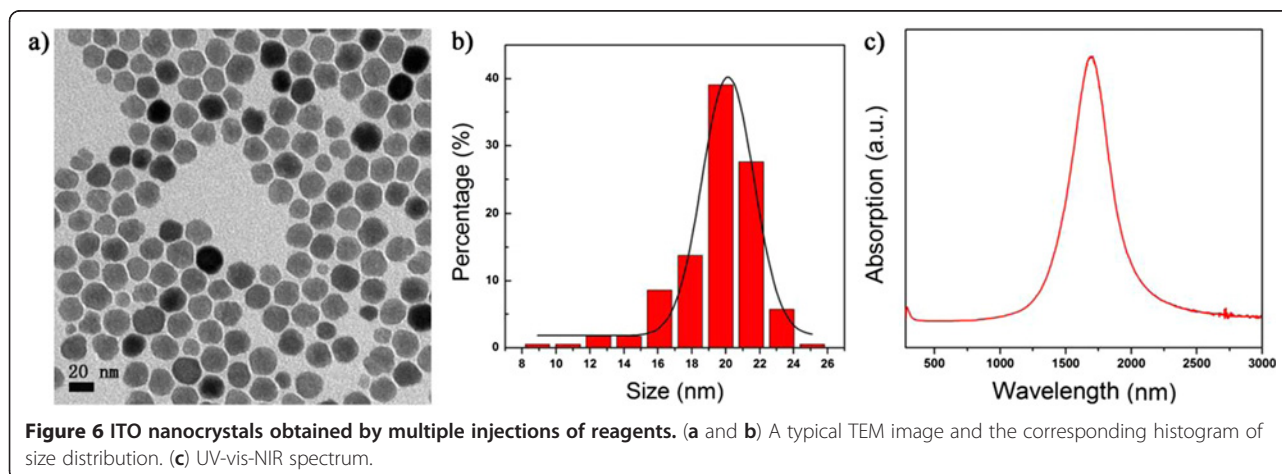 a)
20 nm
b)
Percentage (%)
40
30
20
10
0
8 10 12 14 16 18 20 22 24 26
Size (nm)
c)
Absorption (a.u.)
500 1000 1500 2000 2500 3000
Wavelength (nm)
Figure 6 ITO nanocrystals obtained by multiple injections of reagents. (a and b) A typical TEM image and the corresponding histogram of
size distribution. (c) UV-vis-NIR spectrum.